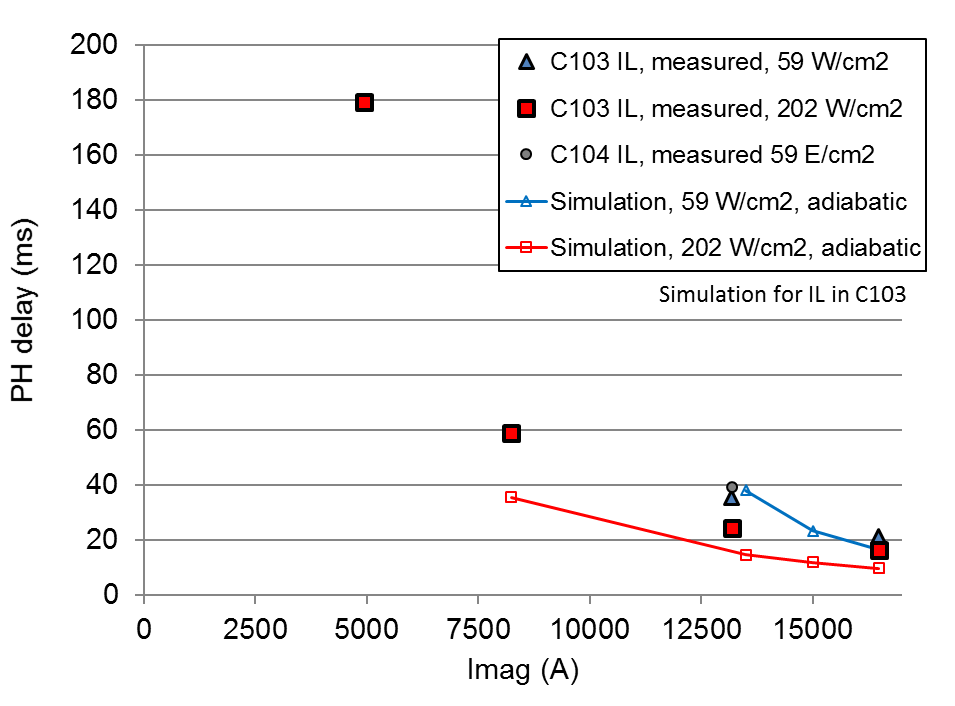 200
180
160
140
120
100
80
60
40
20
0
PH delay (ms)
C103 IL, measured, 59 W/cm2
C103 IL, measured, 202 W/cm2
C104 IL, measured 59 E/cm2
Simulation, 59 W/cm2, adiabatic
Simulation, 202 W/cm2, adiabatic
Simulation for IL in C103
0 2500 5000 7500 10000 12500 15000
Imag (A)